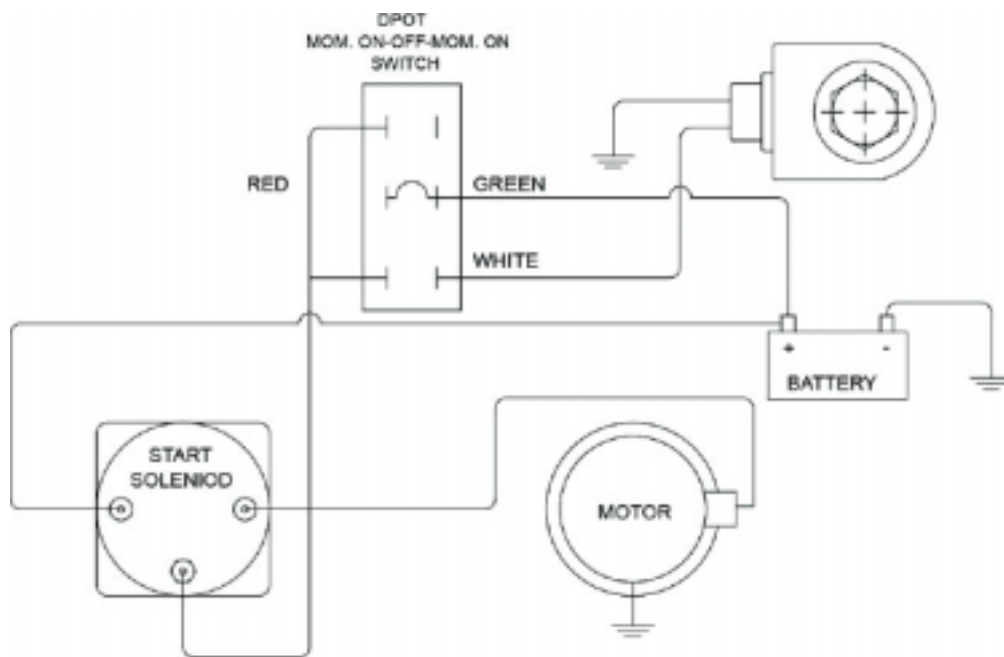 DPOT
MOM. ON-OFF-MOM. ON
SWITCH
RED
GREEN
WHITE
+
-
BATTERY
START
SOLENIOD
MOTOR